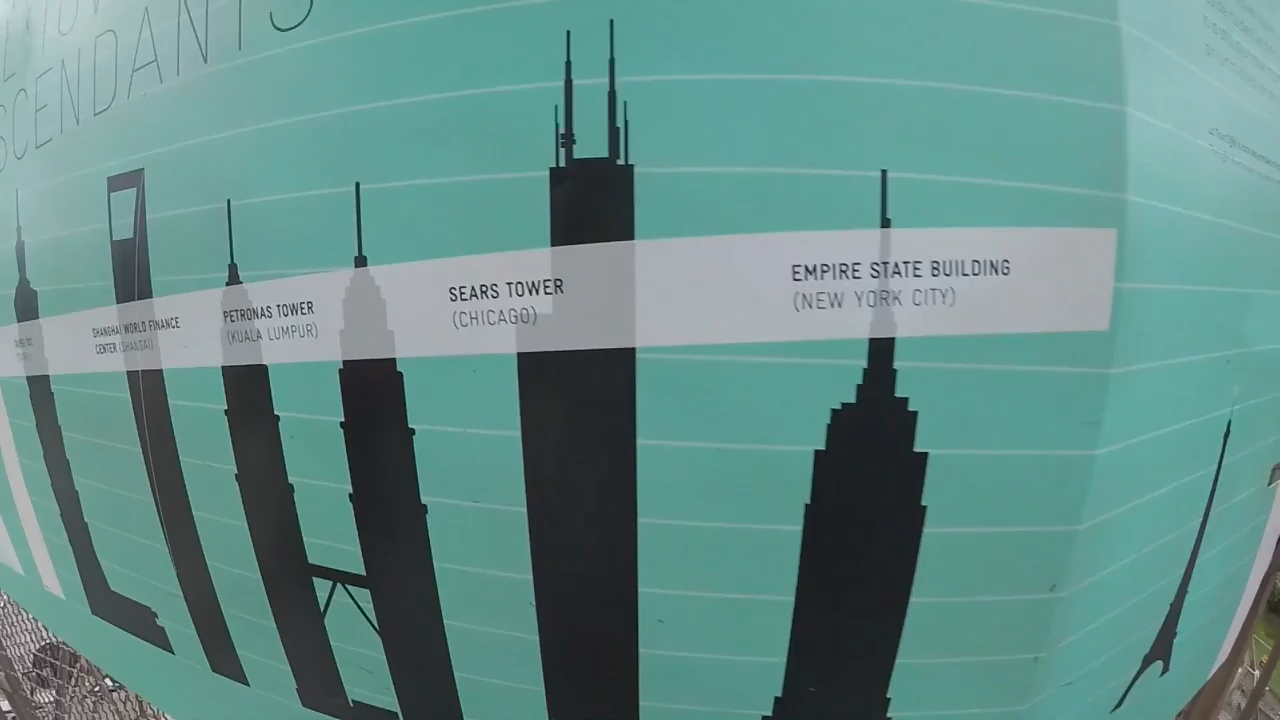 SCENDANTS
SHANGHAI WORLD FINANCE
CENTER (SHANGAI)
PETRONAS TOWER
(KUALA LUMPUR)
SEARS TOWER
(CHICAGO)
EMPIRE STATE BUILDING
(NEW YORK CITY)